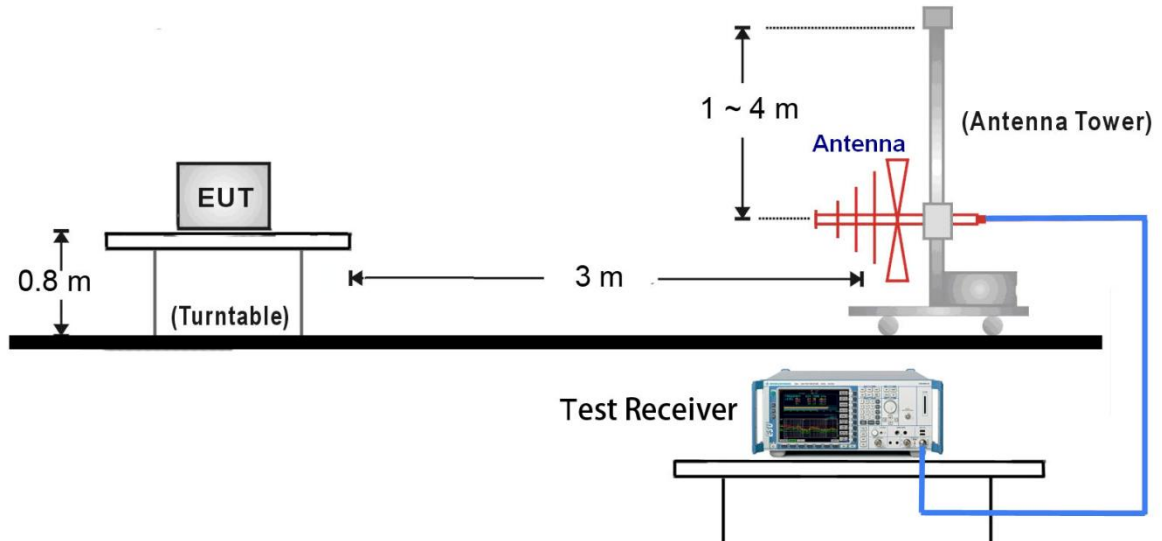 1 ~ 4 m
(Antenna Tower)
Antenna
EUT
0.8 m
3 m
(Turntable)
Test Receiver